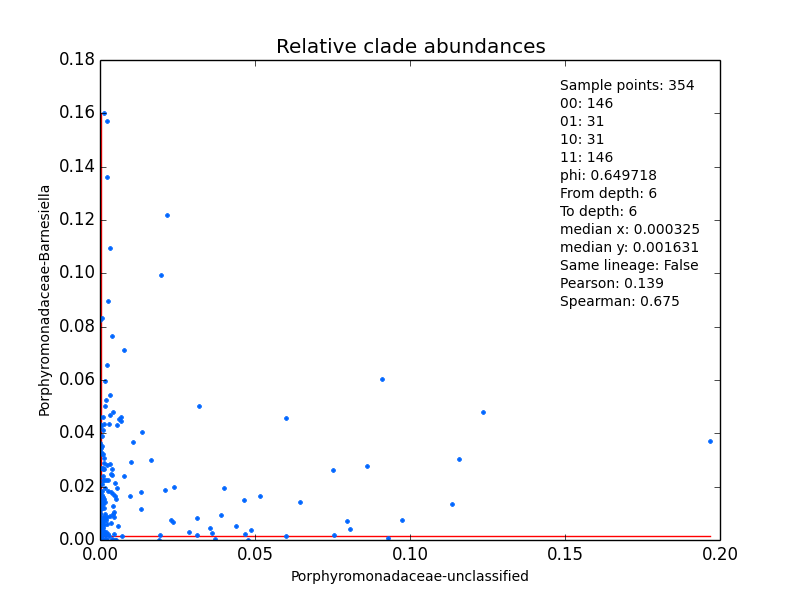 Relative clade abundances
Sample points: 354
00: 146
01: 31
10: 31
11: 146
phi: 0.649718
From depth: 6
To depth: 6
median x: 0.000325
median y: 0.001631
Same lineage: False
Pearson: 0.139
Spearman: 0.675
Porphyromonadaceae-Barnesiella
0.18
0.16
0.14
0.12
0.10
0.08
0.06
0.04
0.02
0.00
0.00 0.05 0.10 0.15 0.20
Porphyromonadaceae-unclassified